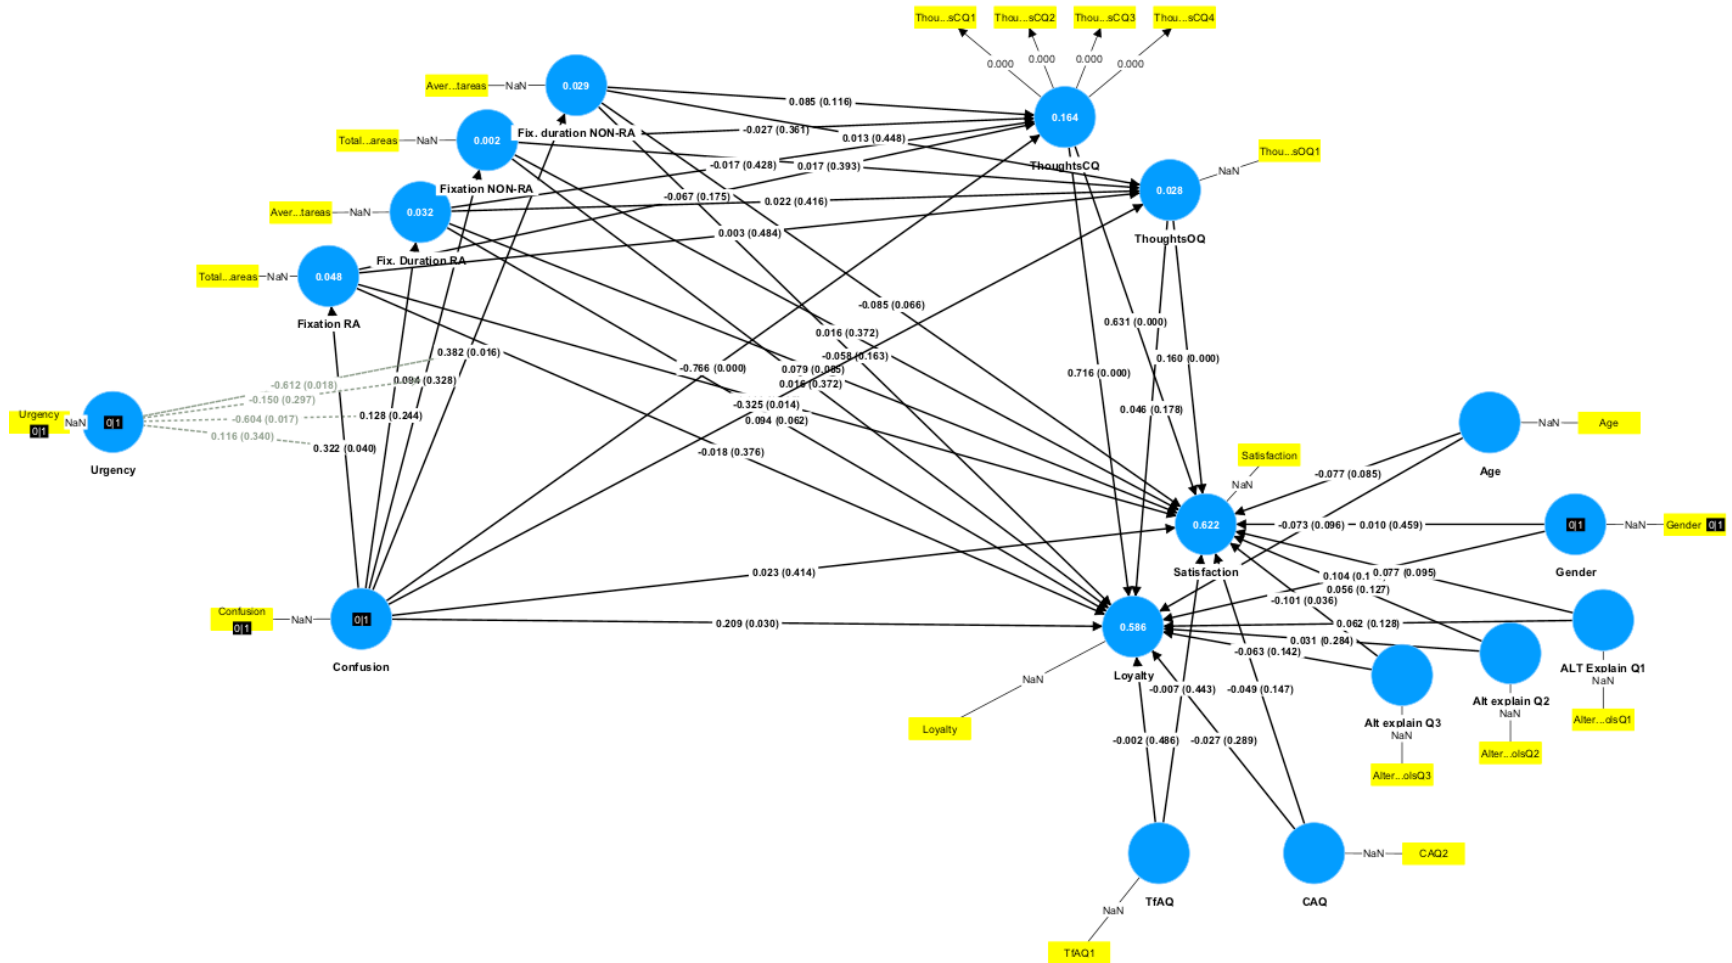 Thou...sCQ1
Thou...sCQ2
Thou...sCQ3
Thou...sCQ4
0.000
0.000
0.000
0.000
Aver...tareas
NaN
0.029
Fix. duration NON-RA
0.085 (0.116)
0.164
ThoughtsCQ
Total...areas
NaN
0.002
Fixation NON-RA
-0.027 (0.361)
0.013 (0.448)
Thou...sOQ1
NaN
-0.017 (0.428)
0.017 (0.393)
0.028
ThoughtsOQ
Aver...tareas
NaN
0.032
Fix. Duration RA
-0.067 (0.175)
0.022 (0.416)
0.003 (0.484)
Total...areas
NaN
0.048
Fixation RA
-0.085 (0.066)
0.016 (0.372)
0.631 (0.000)
-0.058 (0.163)
0.160 (0.000)
0.382 (0.016)
-0.766 (0.000)
0.716 (0.000)
-0.612 (0.018)
0.094 (0.328)
0.016 (0.372)
-0.150 (0.297)
-0.325 (0.014)
0.046 (0.178)
-0.604 (0.017)
0.128 (0.244)
0.094 (0.062)
0.116 (0.340)
0.322 (0.040)
-0.018 (0.376)
Urgency
0|1
NaN
0|1
Urgency
Age
NaN
Age
-0.077 (0.085)
Satisfaction
NaN
0.622
Satisfaction
-0.073 (0.096)
0.010 (0.459)
0|1
NaN
Gender 0|1
Gender
0.023 (0.414)
0.104
0.077 (0.095)
0.056 (0.127)
-0.101 (0.036)
Confusion
0|1
NaN
0|1
Confusion
0.209 (0.030)
0.586
Loyalty
0.062 (0.128)
0.031 (0.284)
-0.063 (0.142)
ALT Explain Q1
NaN
Alter...olsQ1
Alt explain Q2
NaN
Alter...olsQ2
Alt explain Q3
NaN
Alter...olsQ3
NaN
Loyalty
-0.007 (0.443)
-0.049 (0.147)
-0.002 (0.486)
-0.027 (0.289)
TfAQ
NaN
TfAQ1
CAQ
NaN
CAQ2